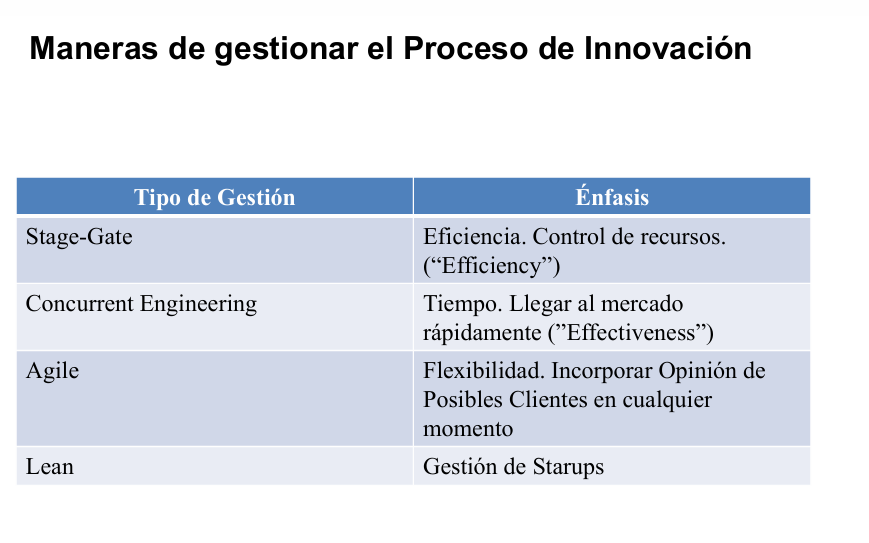 Maneras de gestionar el Proceso de Innovación
Tipo de Gestión
Énfasis
Stage-Gate
Eficiencia. Control de recursos.
(“Efficiency”)
Concurrent Engineering
Tiempo. Llegar al mercado
rápidamente (”Effectiveness”)
Agile
Flexibilidad. Incorporar Opinión de
Posibles Clientes en cualquier
momento
Lean
Gestión de Starups